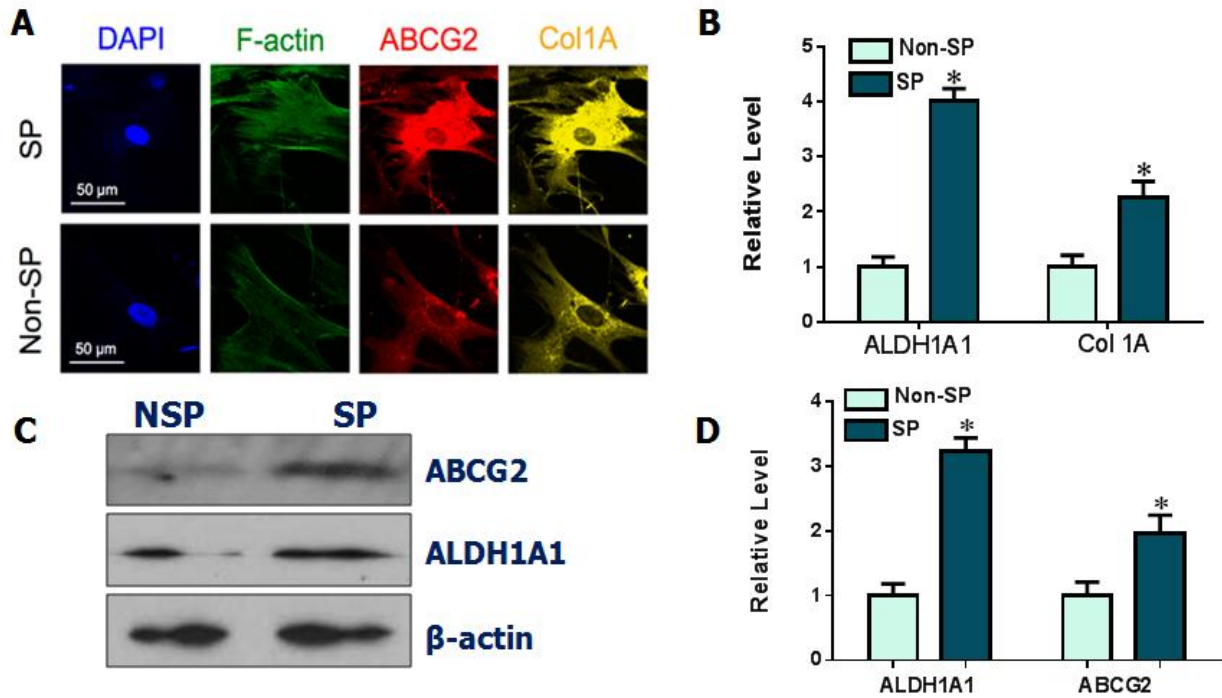 A
DAPI F-actin ABCG2 Col1A
SP
50 μm
Non-SP
50 μm
B
Non-SP
SP
Relative Level
5
4
3
2
1
0
*
*
ALDH1A1 Col 1A
C
NSP SP
ABCG2
ALDH1A1
β-actin
D
Non-SP
SP
Relative Level
4
3
2
1
0
*
*
ALDH1A1 ABCG2